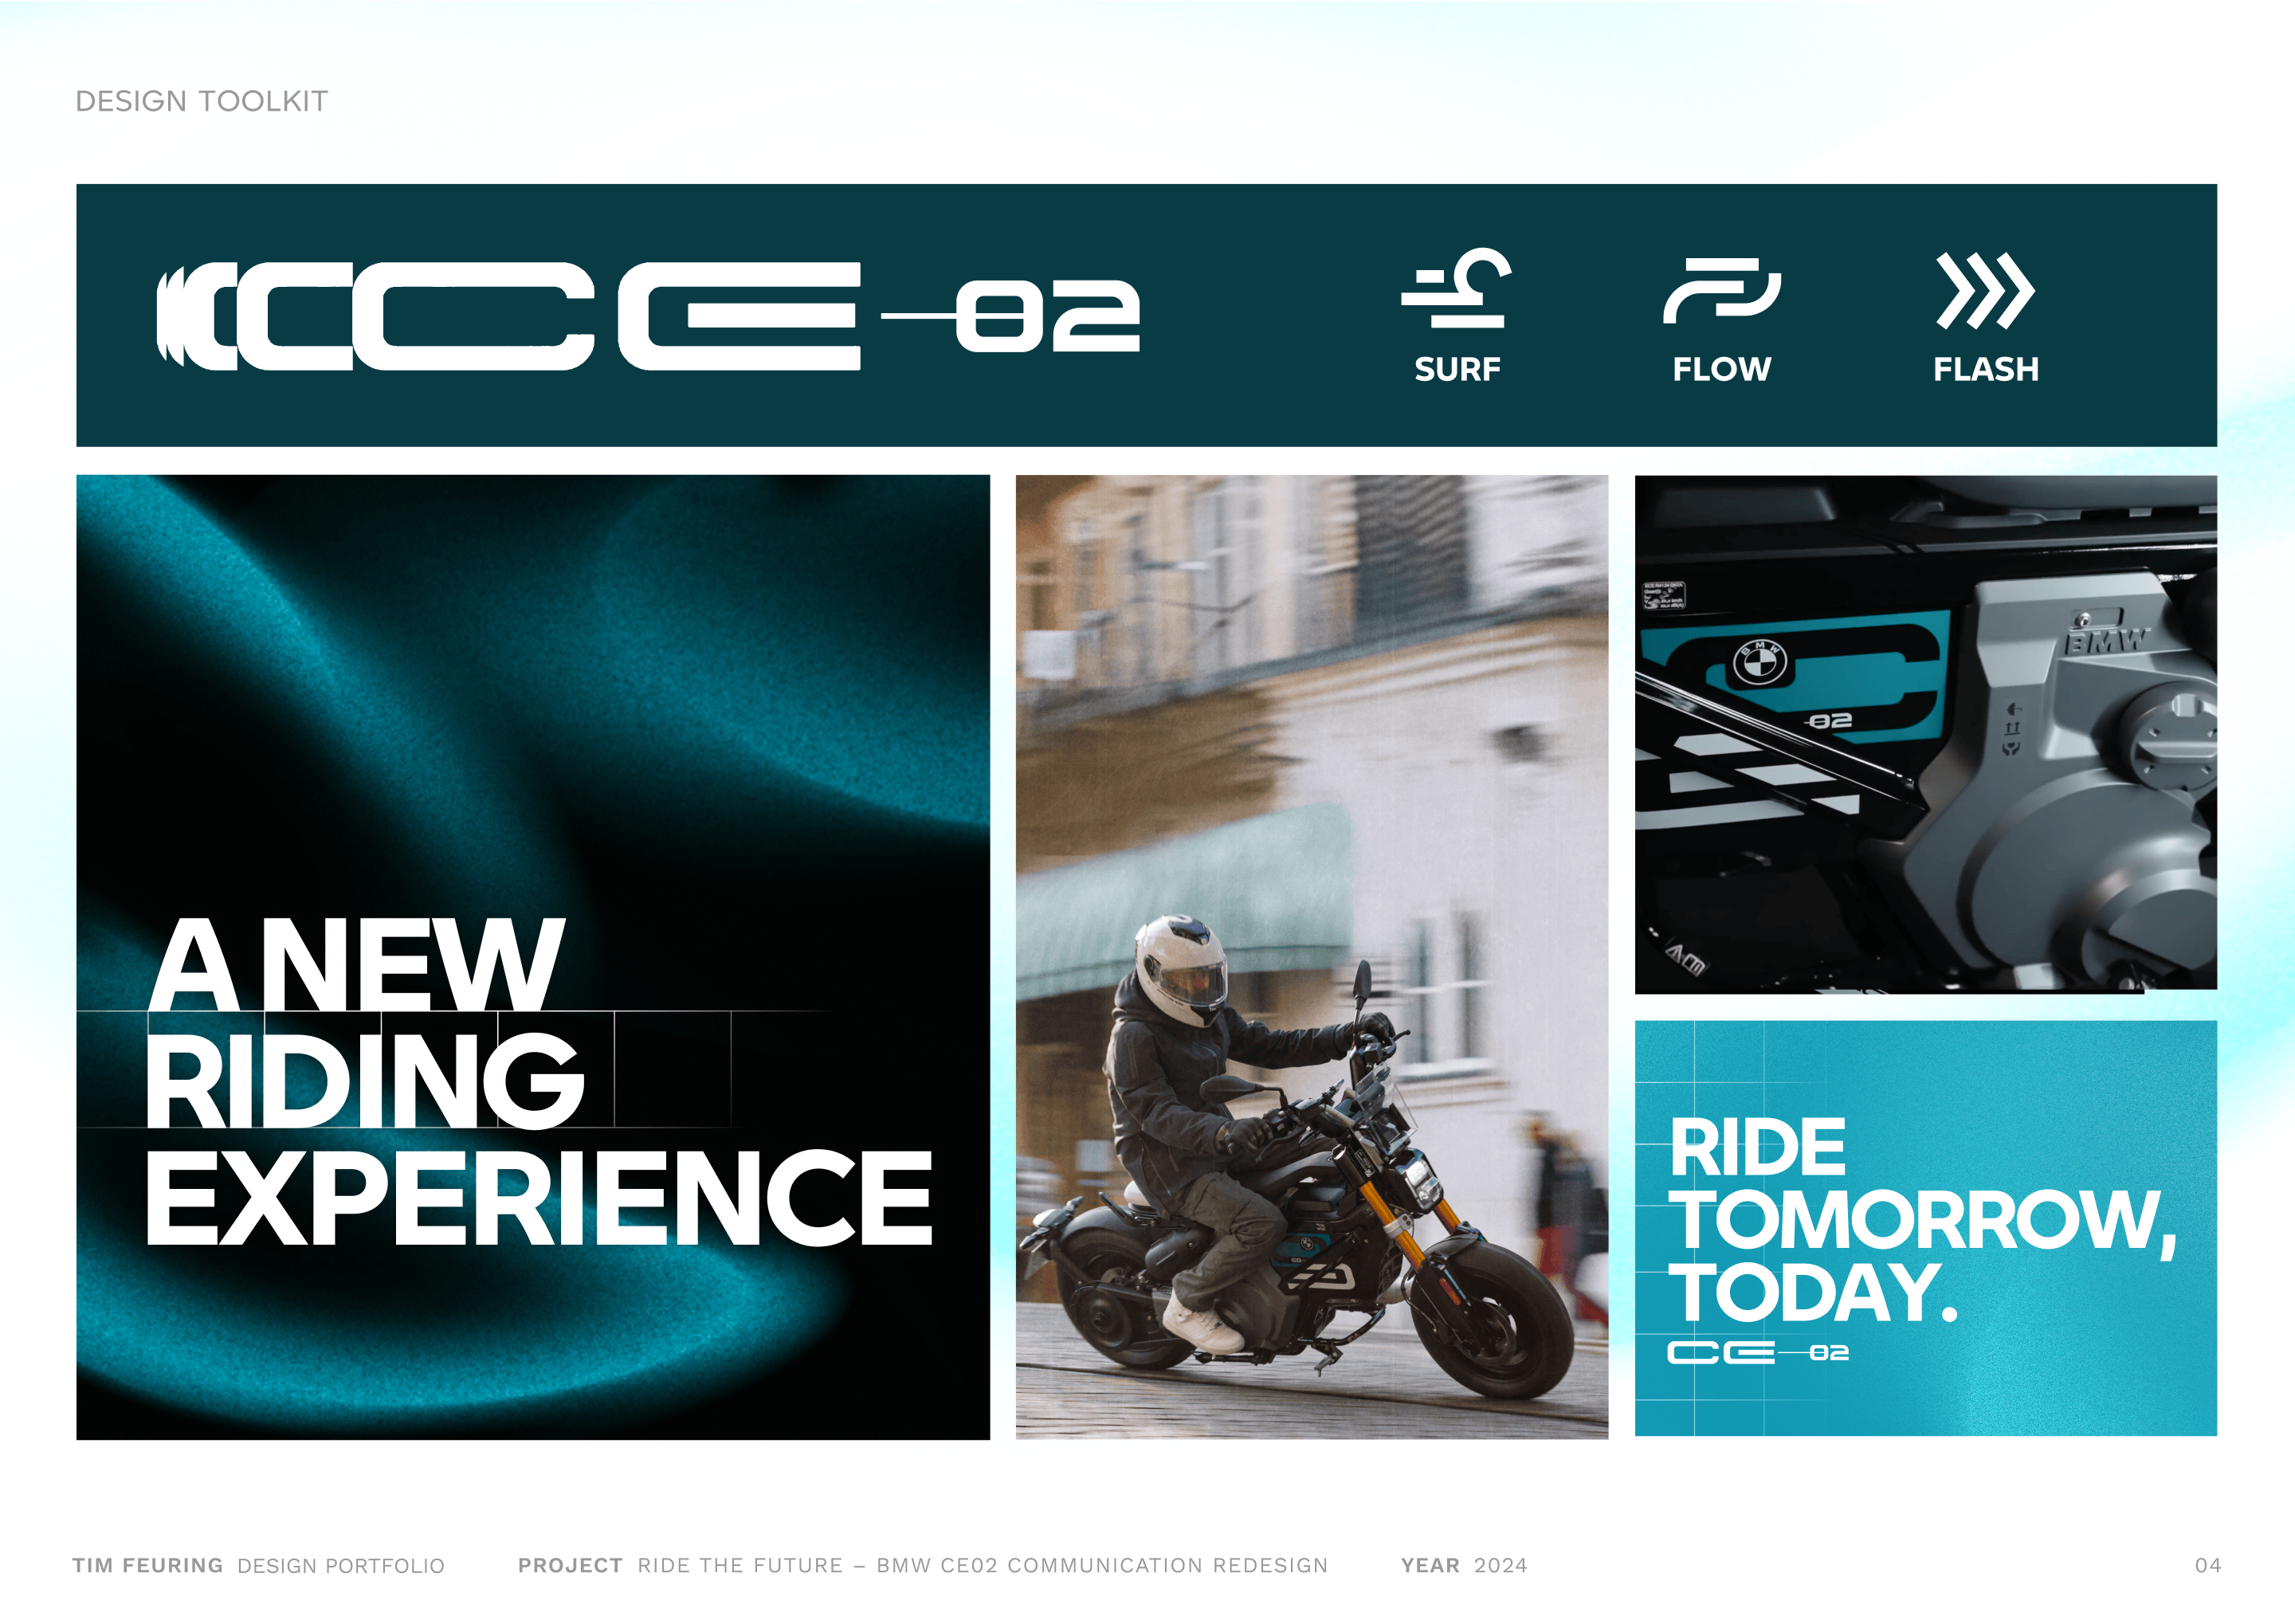 DESIGN TOOLKIT
CE-02
SURF
FLOW
FLASH
A NEW
RIDING
EXPERIENCE
BMW
BMW
-02
RIDE
TOMORROW,
TODAY.
CE-02
TIM FEURING DESIGN PORTFOLIO PROJECT RIDE THE FUTURE – BMW CE02 COMMUNICATION REDESIGN YEAR 2024 04